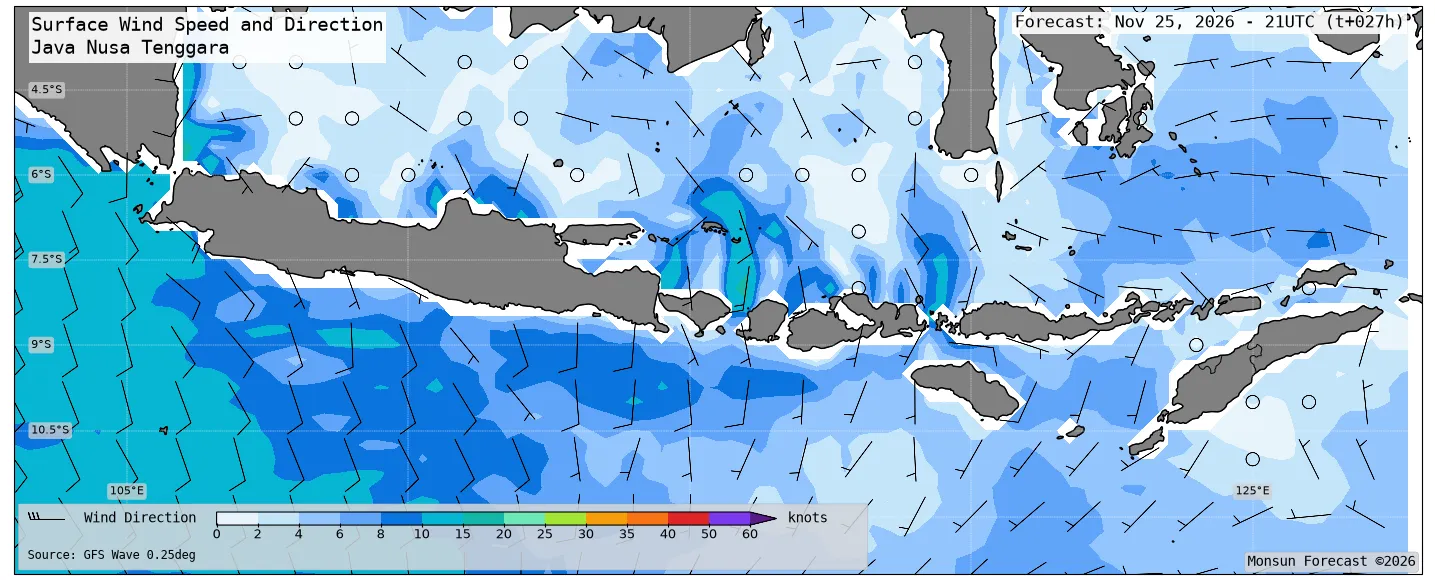 Surface Wind Speed and Direction
Java Nusa Tenggara
Forecast: Nov 25, 2026 - 21UTC (t+027h)
4.5°S
6°S
7.5°S
9°S
10.5°S
105°E
125°E
Wind Direction
knots
0 2 4 6 8 10 15 20 25 30 35 40 50 60
Source: GFS Wave 0.25deg
Monsun Forecast ©2026